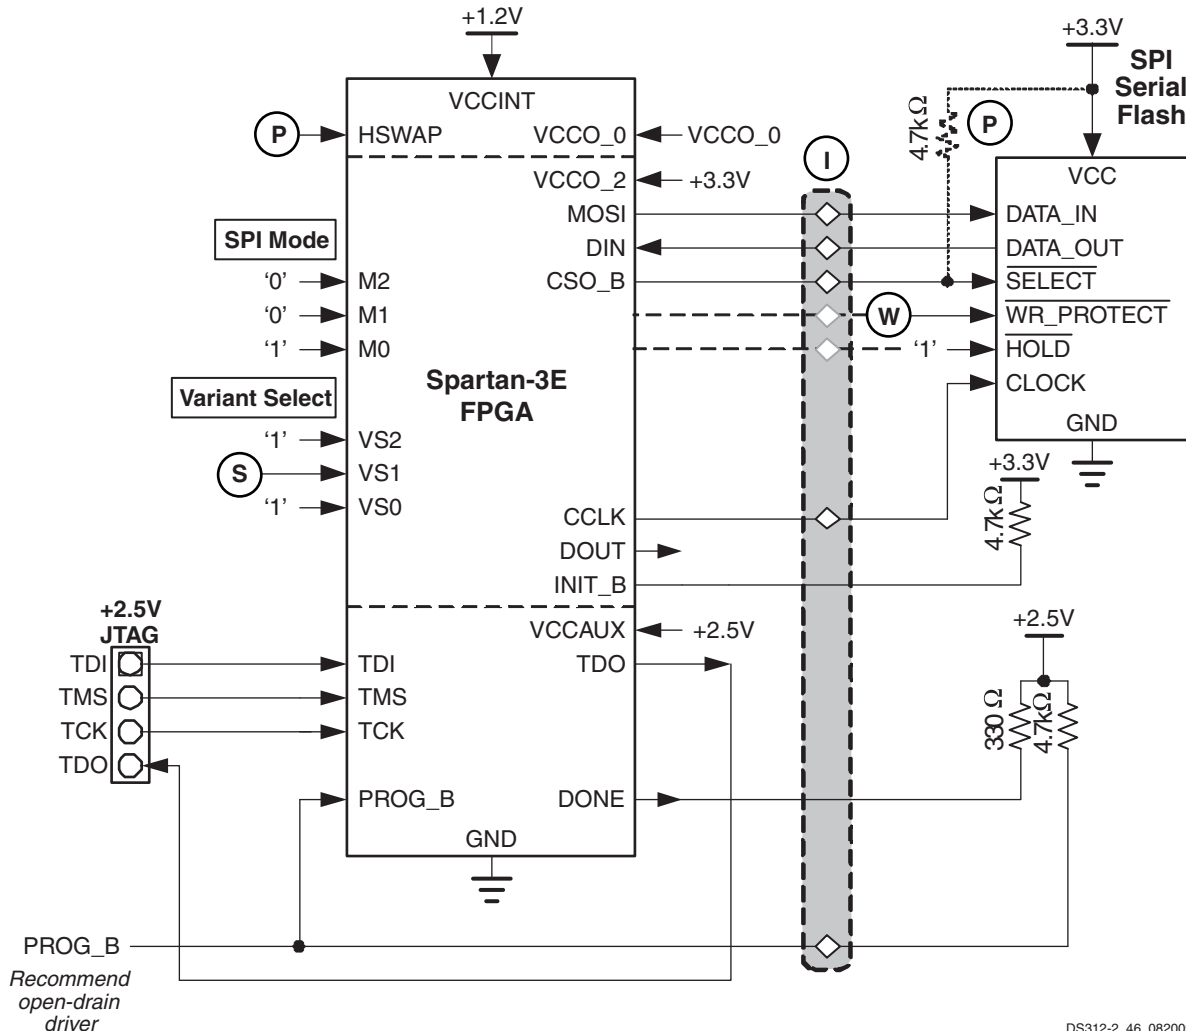 +1.2V
+3.3V
SPI
Serial
Flash
P
4.7kΩ
VCCINT
P
HSWAP
VCCO_0
VCCO_0
I
VCC
VCCO_2
+3.3V
MOSI
DATA_IN
SPI Mode
DIN
DATA_OUT
'0'
M2
CSO_B
SELECT
'0'
M1
W
WR_PROTECT
'1'
M0
'1'
HOLD
Spartan-3E
FPGA
CLOCK
Variant Select
GND
'1'
VS2
S
VS1
+3.3V
'1'
VS0
4.7kΩ
CCLK
DOUT
INIT_B
+2.5V
JTAG
VCCAUX
+2.5V
+2.5V
TDI
TDI
TDO
TMS
TMS
TCK
TCK
330 Ω
4.7kΩ
TDO
PROG_B
DONE
GND
PROG_B
Recommend
open-drain
driver
DS312-2_46_08200